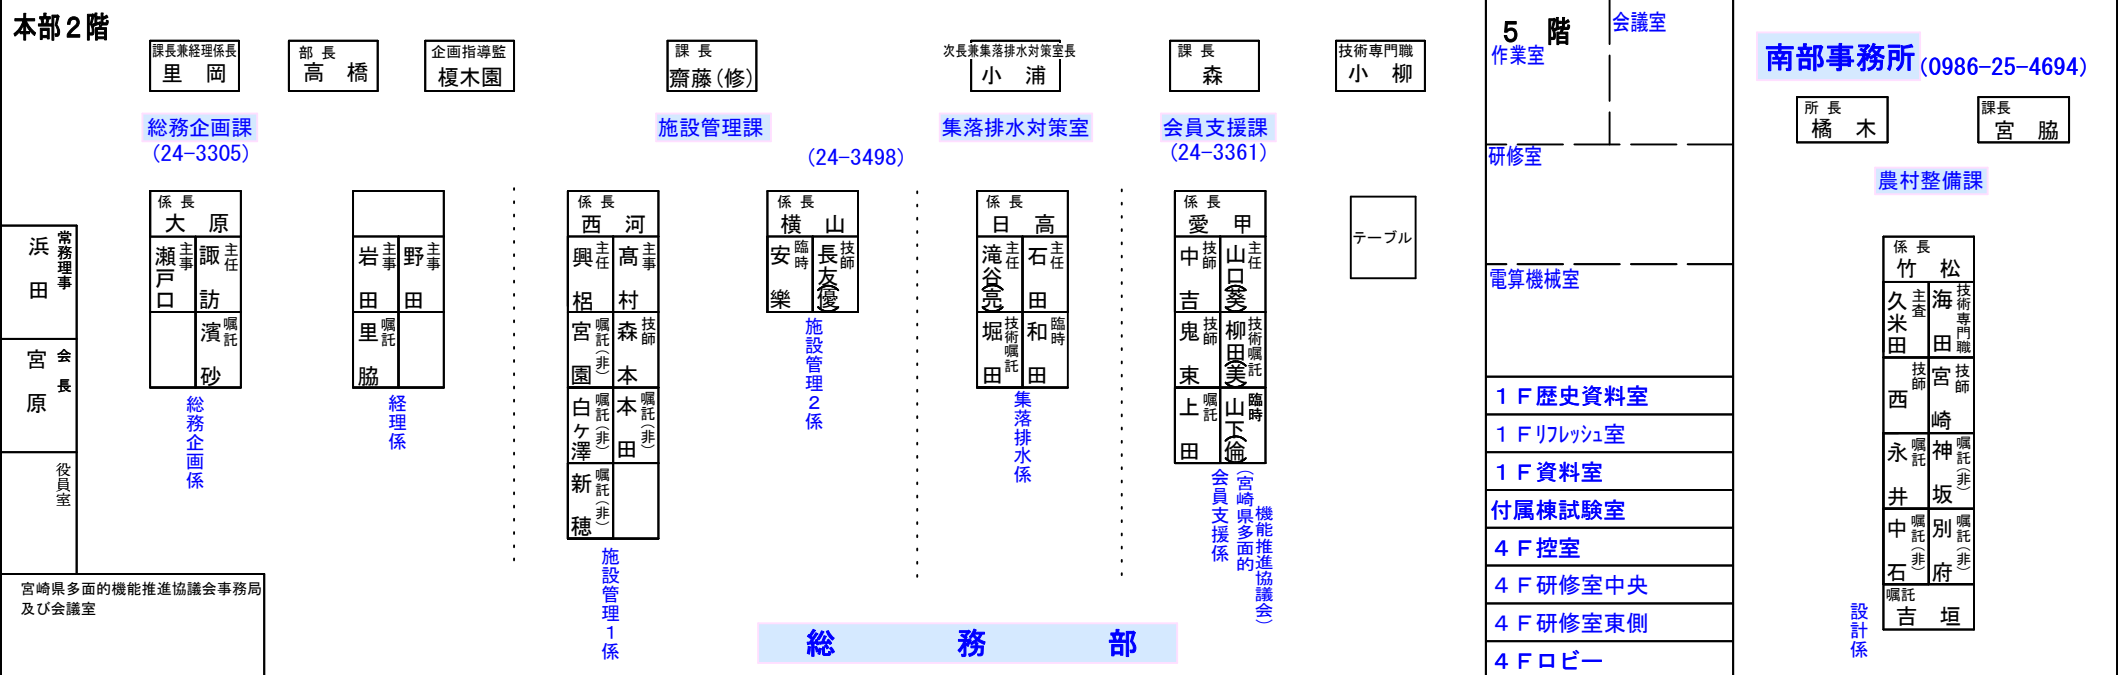 本部２階
課長兼経理係長
里 岡
部 長
高 橋
企画指導監
榎木園
課 長
齋藤(修)
次長兼集落排水対策室長
小 浦
課 長
森
技術専門職
小 柳
総務企画課
(24-3305)
施設管理課
(24-3498)
集落排水対策室
会員支援課
(24-3361)
常務理事
浜田
会長
宮原
役員室
宮崎県多面的機能推進協議会事務局
及び会議室
係 長
大 原
主事
瀬戸口
主任
諏訪
嘱託
濱砂
総務企画係
主事
岩田
主事
野田
嘱託
里脇
経理係
係 長
西 河
主任
興梠
主事
髙村
嘱託(非)
宮園
技師
森本
嘱託(非)
白ヶ澤
嘱託(非)
本田
嘱託(非)
新穂
施設管理１係
係 長
横 山
臨時
安樂
技師
長友(優)
施設管理２係
係 長
日 高
主任
滝谷(亮)
主任
石田
技術嘱託
堀田
臨時
和田
集落排水係
係 長
愛 甲
技師
中吉
主任
山口(葵)
技師
鬼束
技術嘱託
柳田(美)
嘱託
上田
臨時
山下(倫)
会員支援係
(宮崎県多面的
機能推進協議会)
テーブル
総 務 部
５ 階
会議室
作業室
研修室
電算機械室
１Ｆ歴史資料室
１Ｆﾘﾌﾚｯｼｭ室
１Ｆ資料室
付属棟試験室
４Ｆ控室
４Ｆ研修室中央
４Ｆ研修室東側
４Ｆロビー
南部事務所(0986-25-4694)
所 長
橘 木
課長
宮 脇
農村整備課
係 長
竹 松
主査
久米田
技術専門職
海田
技師
西
技師
宮崎
嘱託
永井
嘱託(非)
神坂
嘱託(非)
中石
嘱託(非)
別府
嘱託
吉 垣
設計係